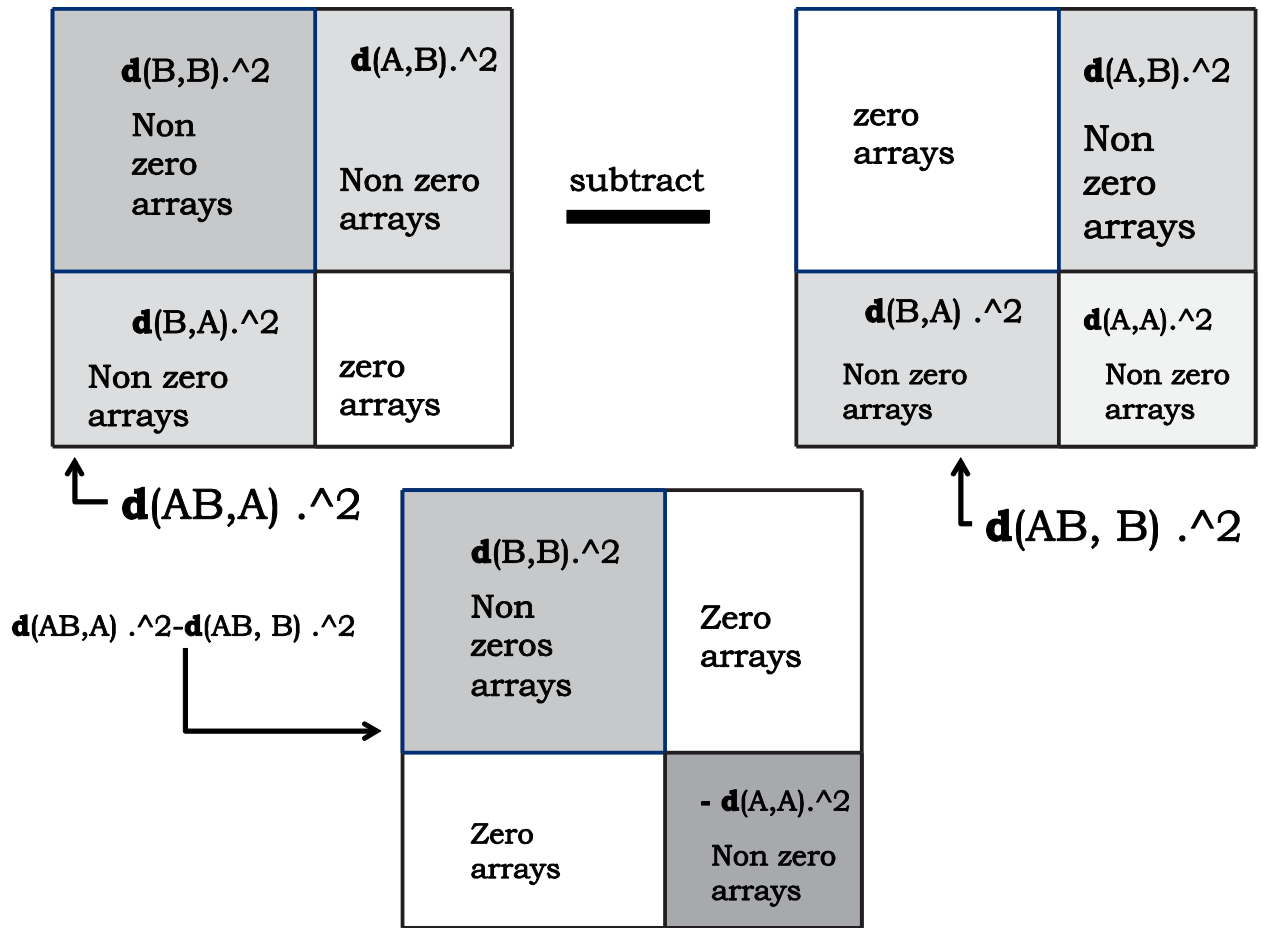 d(B,B).^2
Non
zero
arrays
d(A,B).^2
Non zero
arrays
d(B,A).^2
Non zero
arrays
zero
arrays
d(AB,A) .^2
subtract
zero
arrays
d(A,B).^2
Non
zero
arrays
d(B,A) .^2
Non zero
arrays
d(A,A).^2
Non zero
arrays
d(AB, B) .^2
d(AB,A) .^2-d(AB, B) .^2
d(B,B).^2
Non
zeros
arrays
Zero
arrays
Zero
arrays
- d(A,A).^2
Non zero
arrays